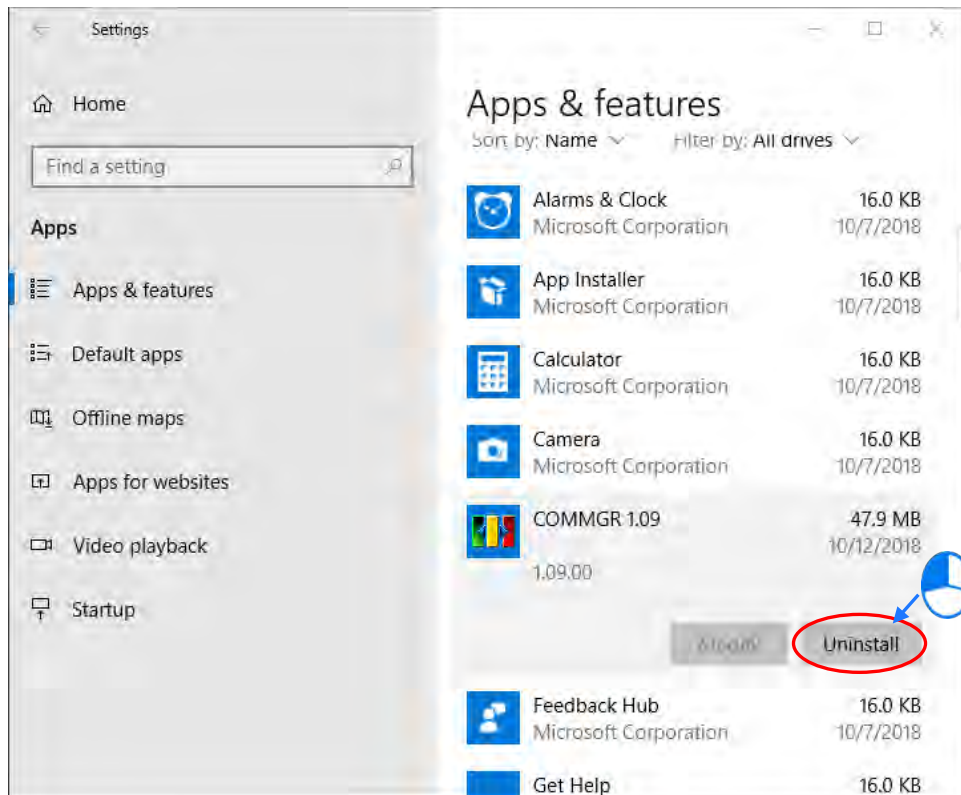 Settings
Home
Find a setting
Apps
Apps & features
Default apps
Offline maps
Apps for websites
Video playback
Startup
Apps & features
Sort by: Name Filter by: All drives
Alarms & Clock 16.0 KB
Microsoft Corporation 10/7/2018
App Installer 16.0 KB
Microsoft Corporation 10/7/2018
Calculator 16.0 KB
Microsoft Corporation 10/7/2018
Camera 16.0 KB
Microsoft Corporation 10/7/2018
COMMGR 1.09 47.9 MB
10/12/2018
1.09.00
Modify Uninstall
Feedback Hub 16.0 KB
Microsoft Corporation 10/7/2018
Get Help 16.0 KB